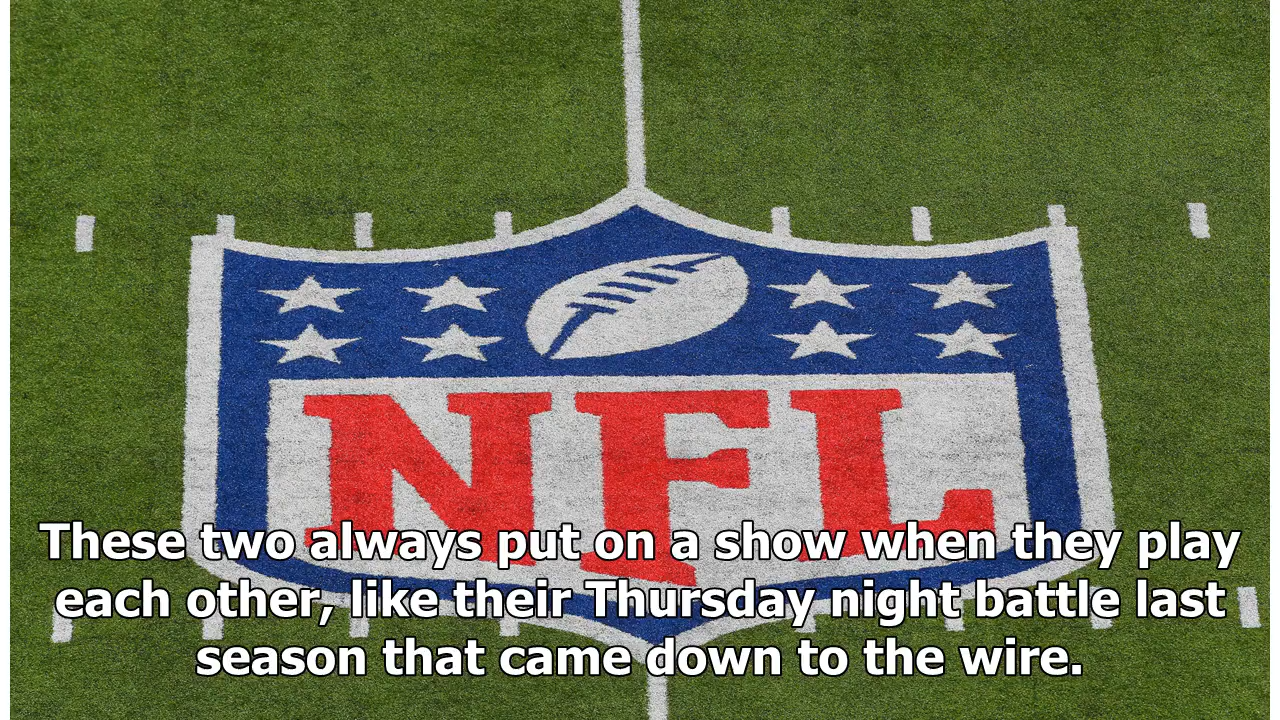 NFL
These two always put on a show when they play
each other, like their Thursday night battle last
season that came down to the wire.